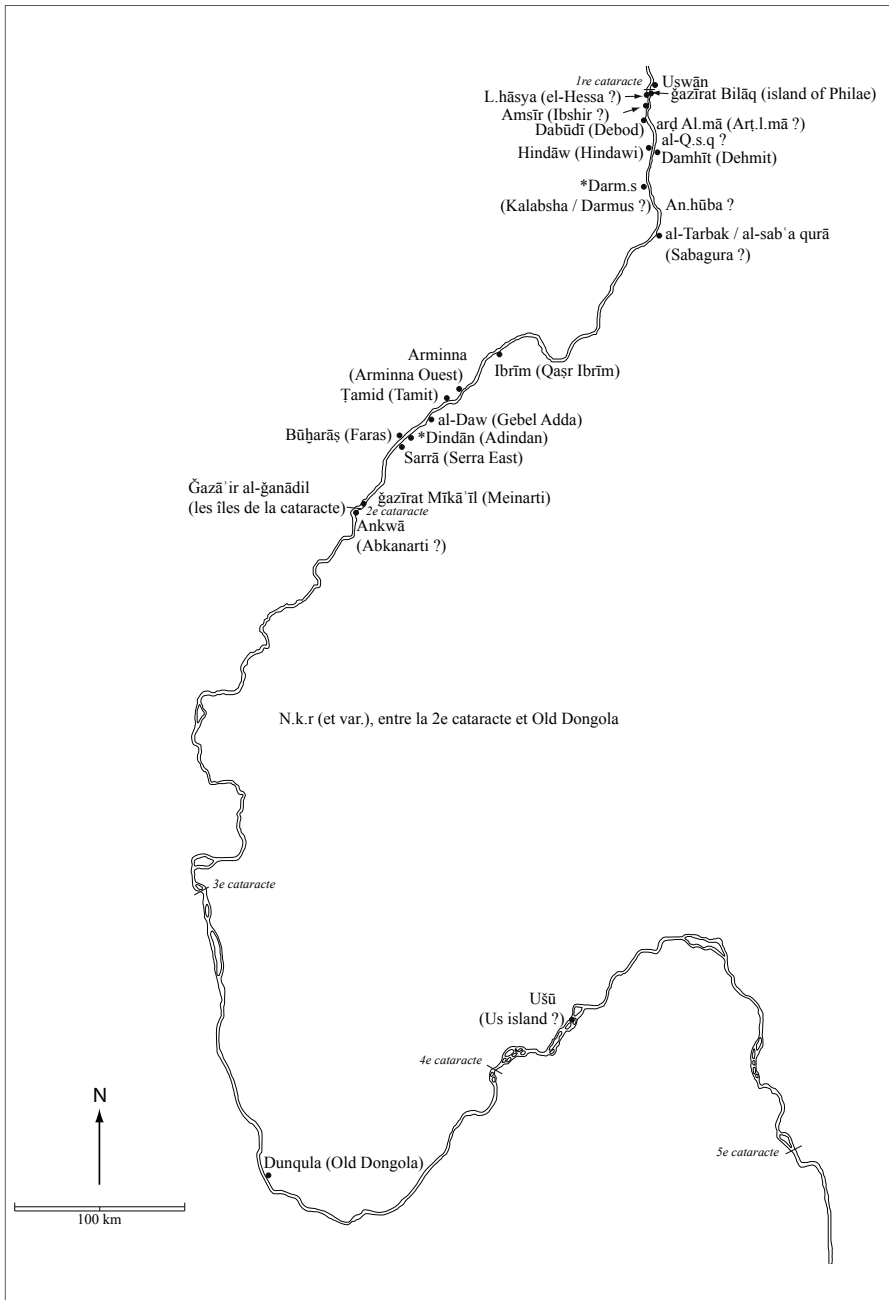 1re cataracte
Uswān
L.hāsya (el-Hessa ?)
ǧazīrat Bilāq (island of Philae)
Amsīr (Ibshir ?)
Dabūdī (Debod)
arḍ Al.mā (Arṭ.l.mā ?)
al-Q.s.q ?
Hindāw (Hindawi)
Damhīt (Dehmit)
*Darm.s
(Kalabsha / Darmus ?)
An.hūba ?
al-Tarbak / al-sabʿa qurā
(Sabagura ?)
Arminna
(Arminna Ouest)
Ibrīm (Qaṣr Ibrīm)
Ṭamid (Tamit)
al-Daw (Gebel Adda)
Būḫarāṣ (Faras)
*Dindān (Adindan)
Sarrā (Serra East)
Ǧazāʾir al-ǧanādil
(les îles de la cataracte)
ǧazīrat Mīkāʾīl (Meinarti)
2e cataracte
Ankwā
(Abkanarti ?)
N.k.r (et var.), entre la 2e cataracte et Old Dongola
3e cataracte
Ušū
(Us island ?)
4e cataracte
N
5e cataracte
Dunqula (Old Dongola)
100 km